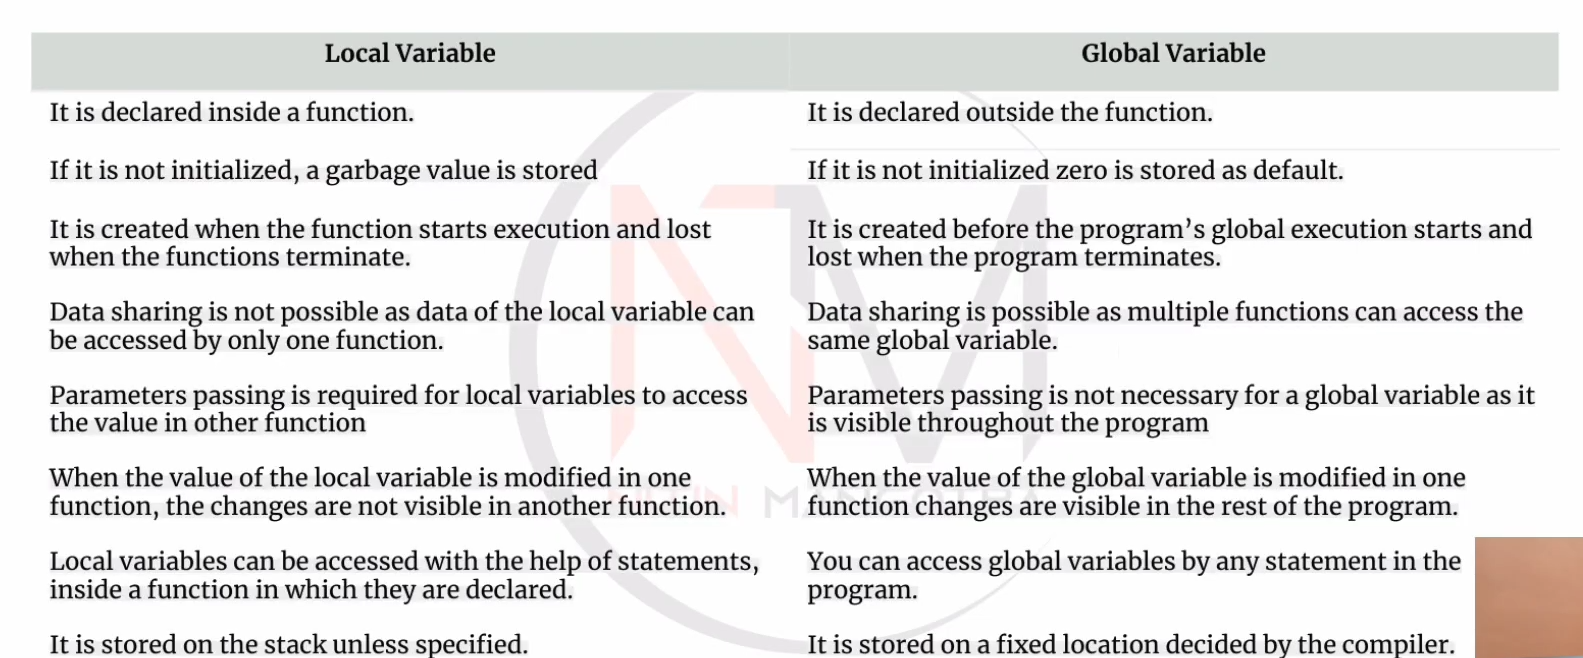 Local Variable
Global Variable
It is declared inside a function.
It is declared outside the function.
If it is not initialized, a garbage value is stored
If it is not initialized zero is stored as default.
It is created when the function starts execution and lost
when the functions terminate.
It is created before the program’s global execution starts and
lost when the program terminates.
Data sharing is not possible as data of the local variable can
be accessed by only one function.
Data sharing is possible as multiple functions can access the
same global variable.
Parameters passing is required for local variables to access
the value in other function
Parameters passing is not necessary for a global variable as it
is visible throughout the program
When the value of the local variable is modified in one
function, the changes are not visible in another function.
When the value of the global variable is modified in one
function changes are visible in the rest of the program.
Local variables can be accessed with the help of statements,
inside a function in which they are declared.
You can access global variables by any statement in the
program.
It is stored on the stack unless specified.
It is stored on a fixed location decided by the compiler.